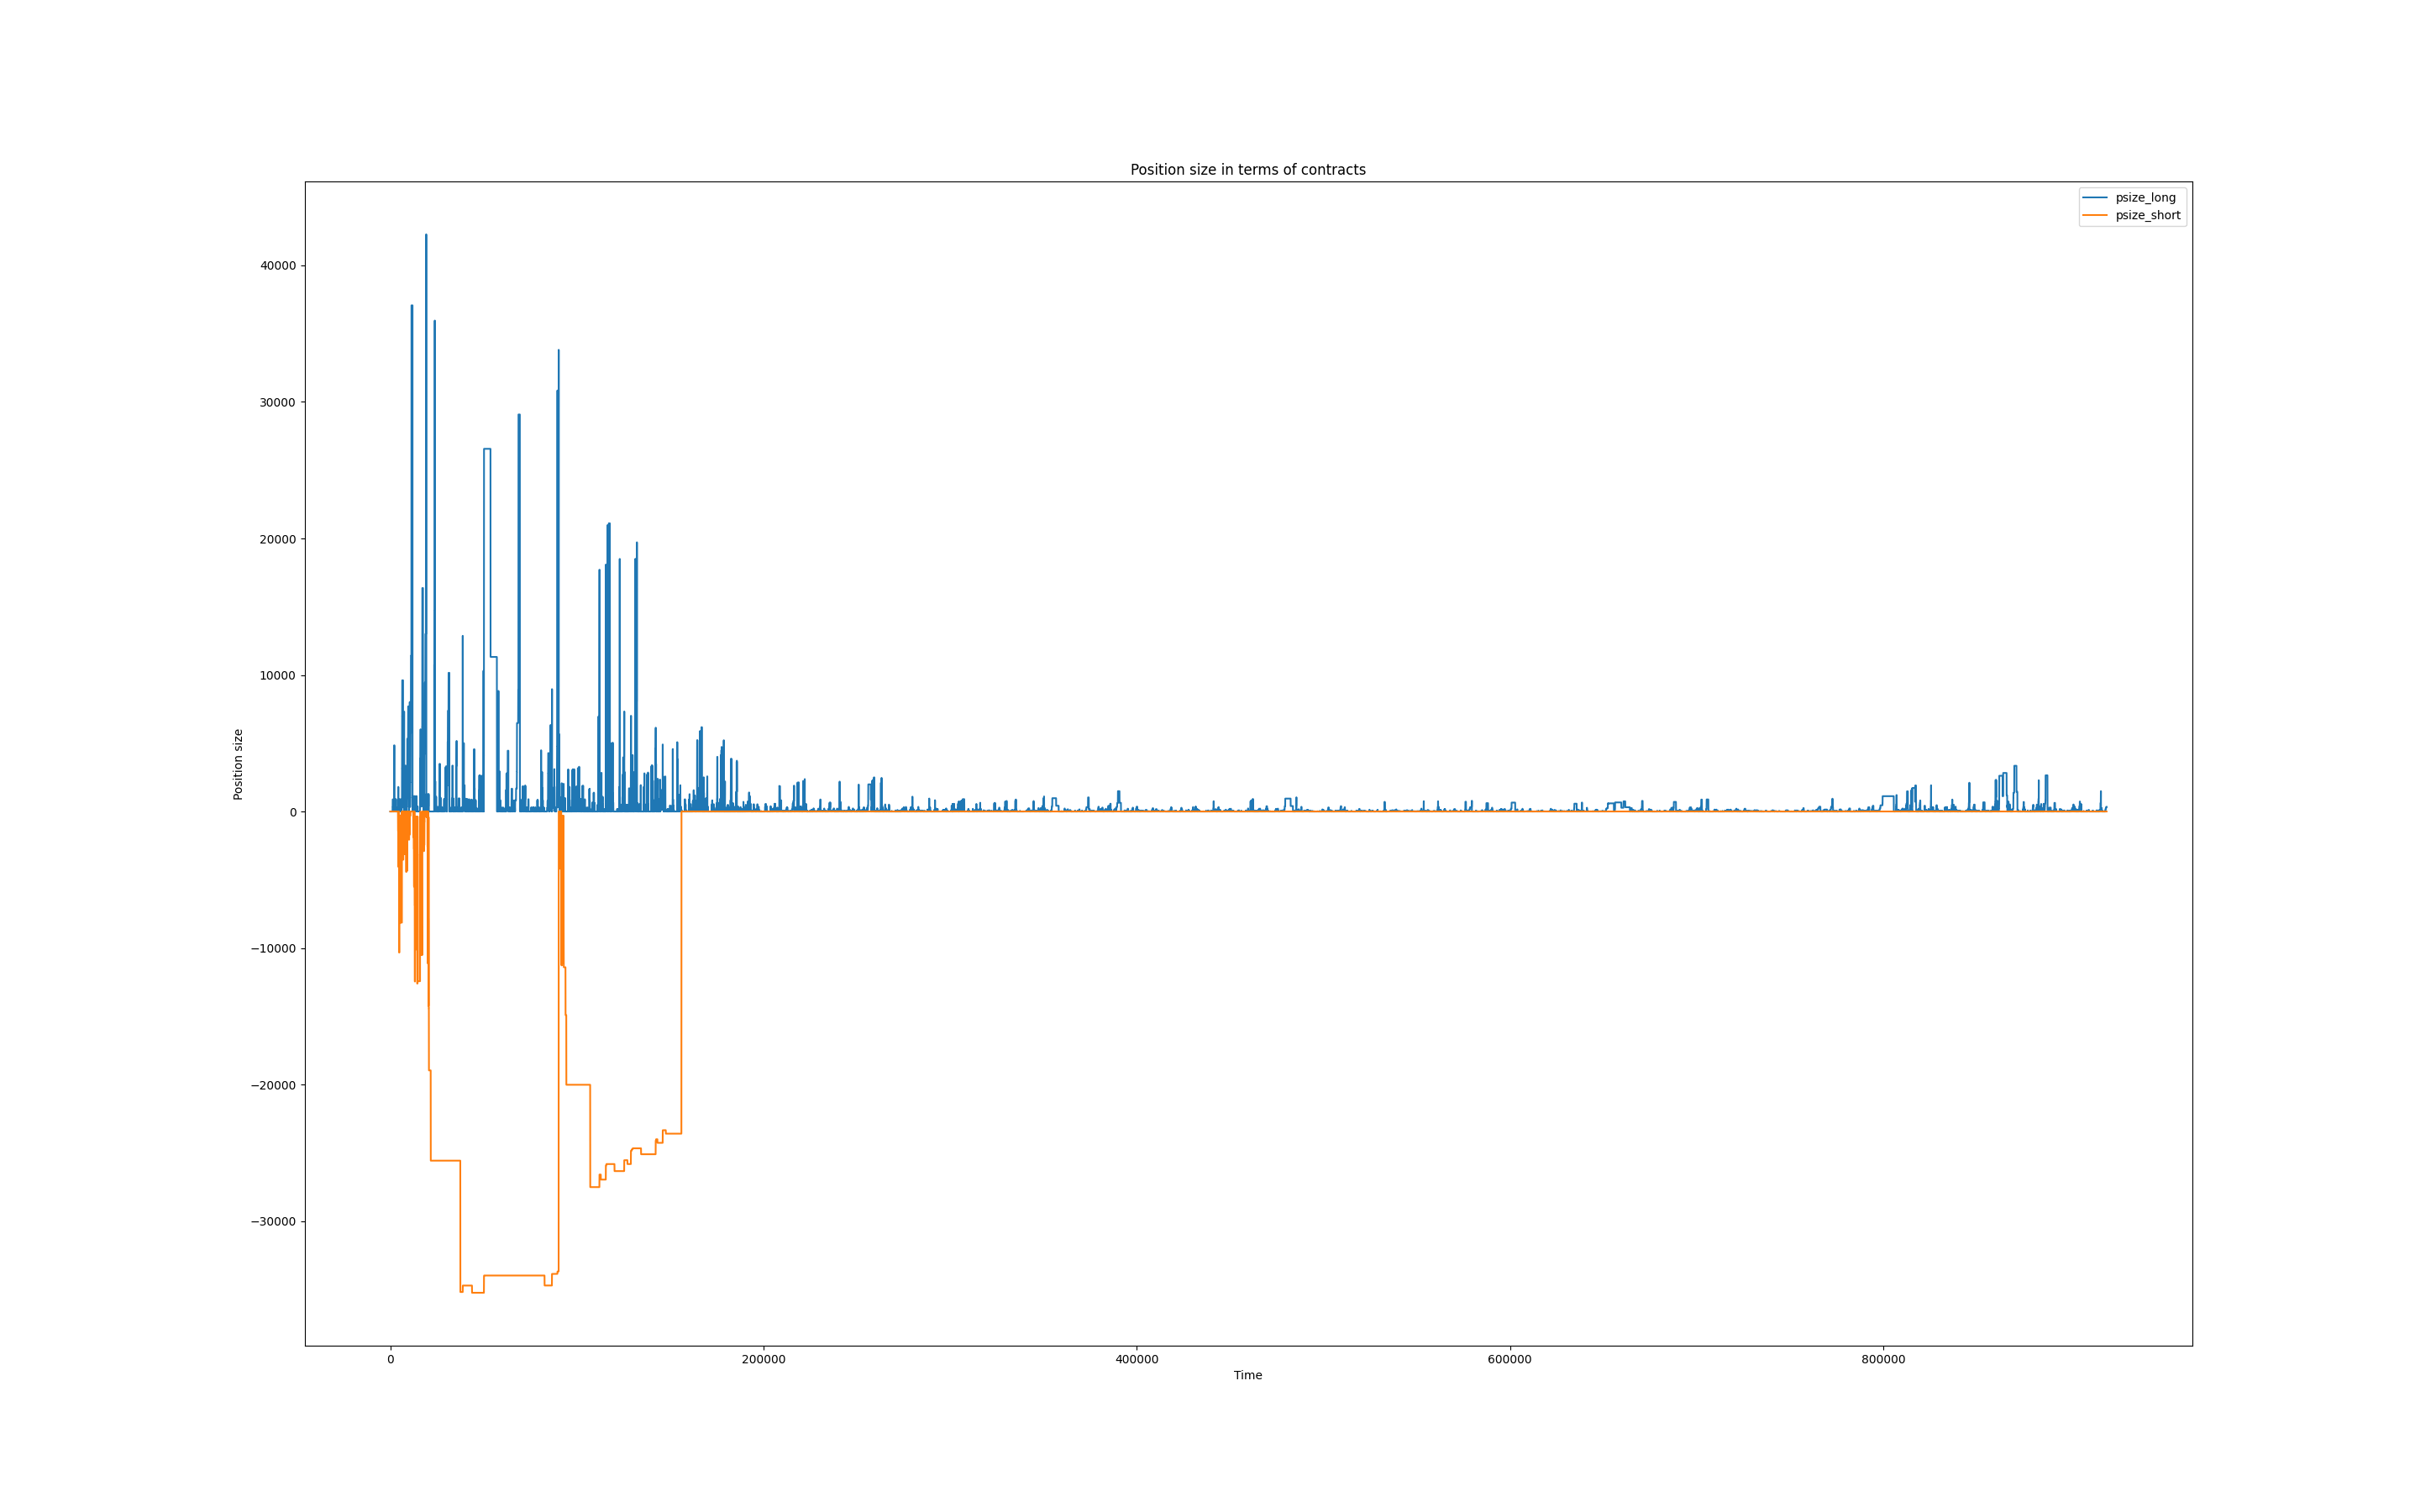 Position size in terms of contracts
psize_long
psize_short
40000
30000
20000
10000
0
−10000
−20000
−30000
Position size
0
200000
400000
600000
800000
Time